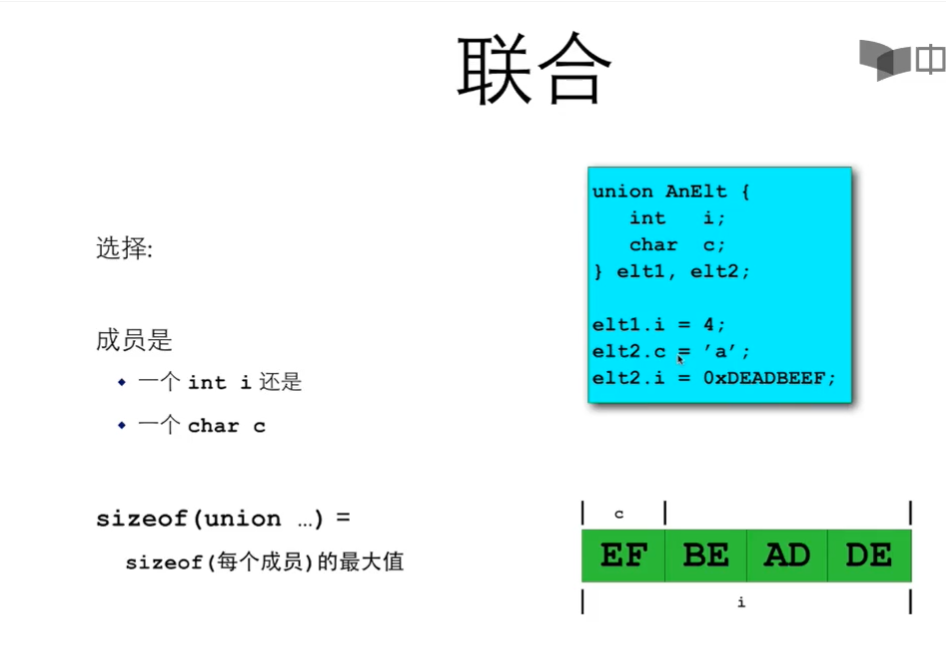 联合
中
选择:
成员是
一个 int i 还是
一个 char c
sizeof(union …) =
sizeof(每个成员)的最大值
union AnElt {
int i;
char c;
} elt1, elt2;
elt1.i = 4;
elt2.c = 'a';
elt2.i = 0xDEADBEEF;
c
EF BE AD DE
i